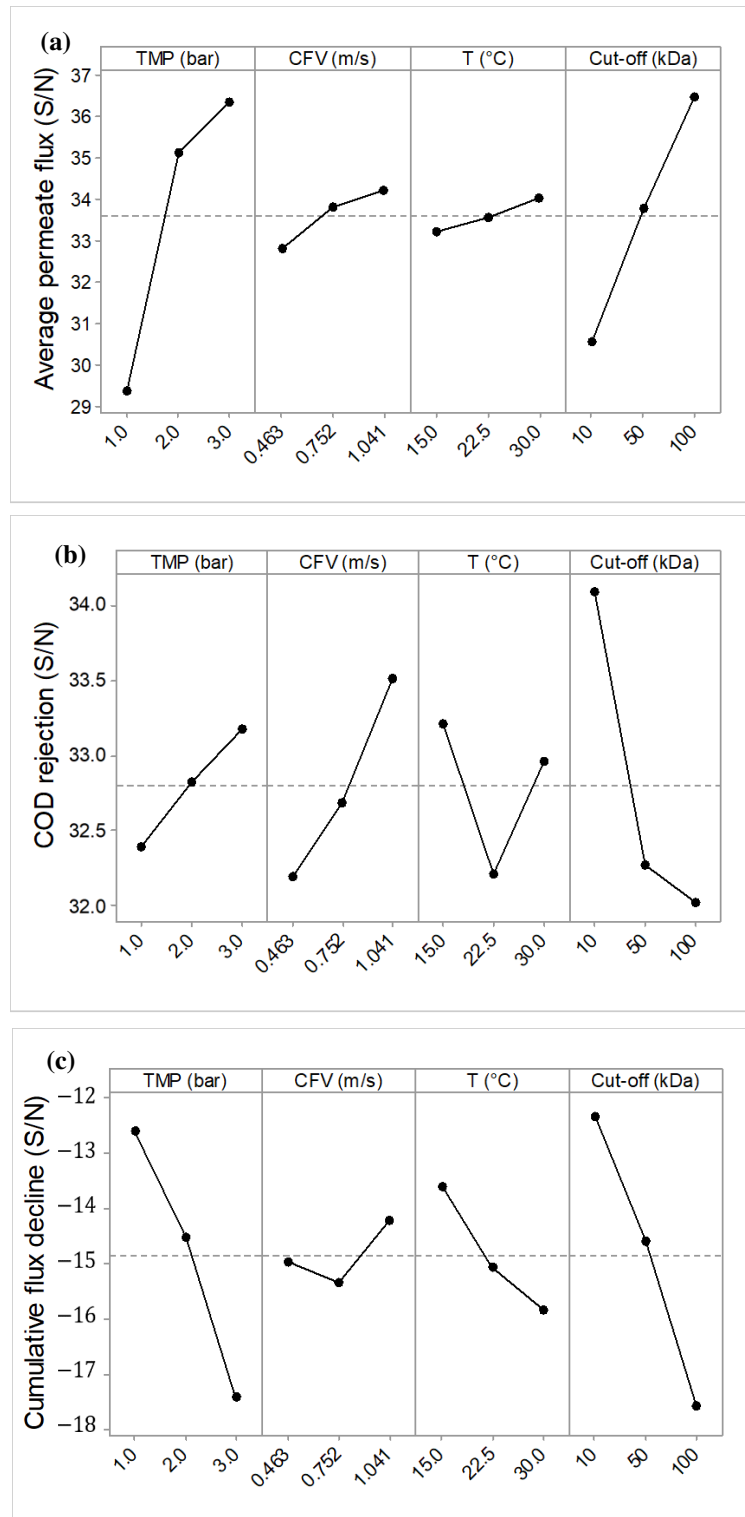 (a)
TMP (bar) CFV (m/s) T (°C) Cut-off (kDa)
Average permeate flux (S/N)
37
36
35
34
33
32
31
30
29
1.0 2.0 3.0 0.463 0.752 1.041 15.0 22.5 30.0 10 50 100
(b)
TMP (bar) CFV (m/s) T (°C) Cut-off (kDa)
COD rejection (S/N)
34.0
33.5
33.0
32.5
32.0
1.0 2.0 3.0 0.463 0.752 1.041 15.0 22.5 30.0 10 50 100
(c)
TMP (bar) CFV (m/s) T (°C) Cut-off (kDa)
Cumulative flux decline (S/N)
−12
−13
−14
−15
−16
−17
−18
1.0 2.0 3.0 0.463 0.752 1.041 15.0 22.5 30.0 10 50 100